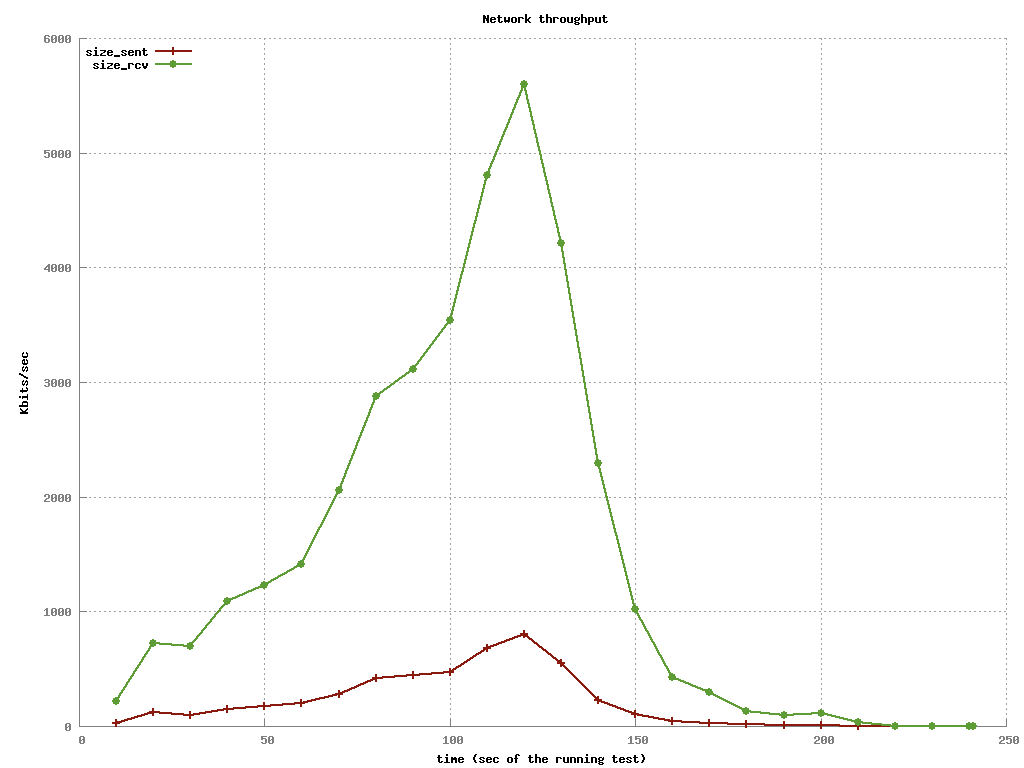 Network throughput
6000
size_sent
size_rcv
5000
4000
3000
Kbits/sec
2000
1000
0
0 50 100 150 200 250
time (sec of the running test)